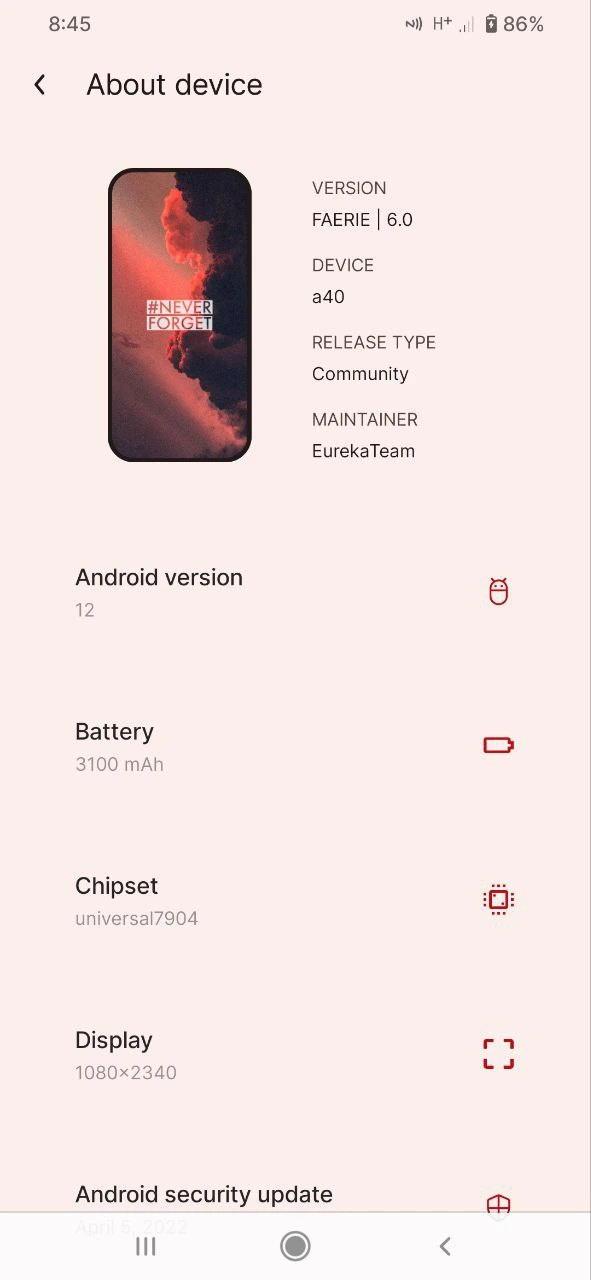 8:45
H+
86%
About device
#NEVER
FORGET
VERSION
FAERIE | 6.0
DEVICE
a40
RELEASE TYPE
Community
MAINTAINER
EurekaTeam
Android version
12
Battery
3100 mAh
Chipset
universal7904
Display
1080×2340
Android security update
April 5, 2022